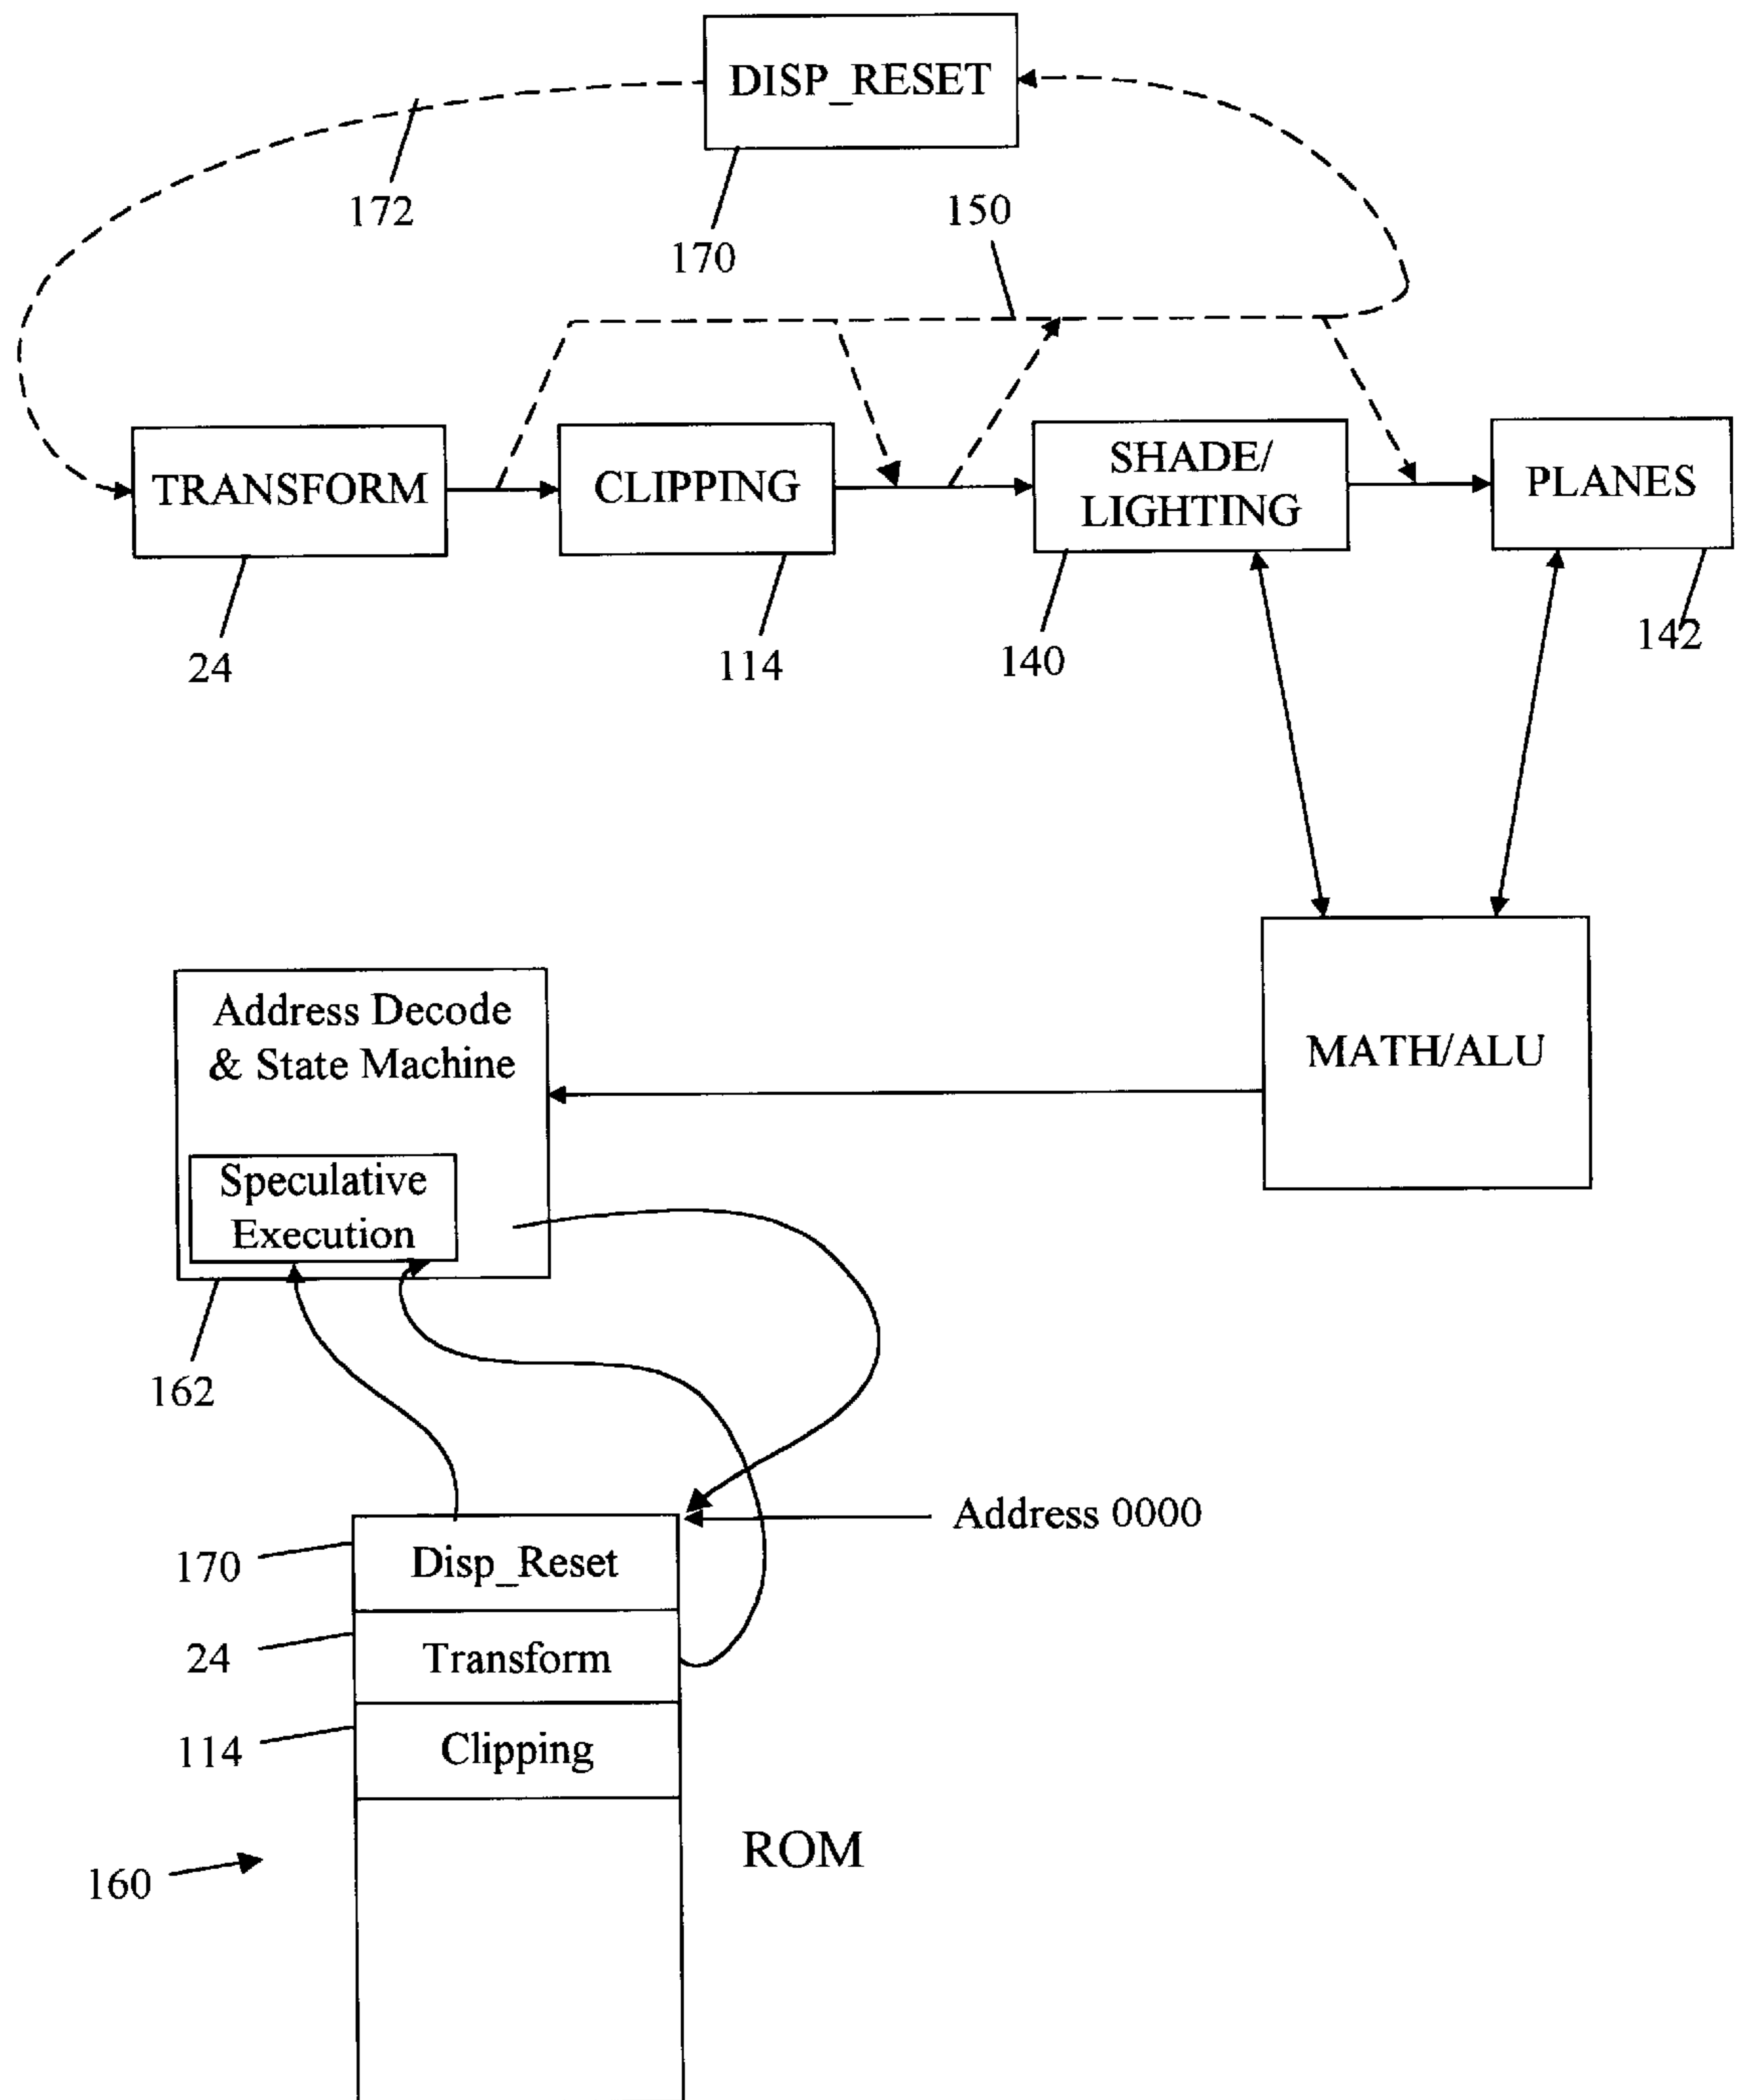 DISP_RESET
172
150
170
TRANSFORM
CLIPPING
SHADE/
LIGHTING
PLANES
24
114
140
142
Address Decode
& State Machine
MATH/ALU
Speculative
Execution
162
Address 0000
170
Disp_Reset
24
Transform
114
Clipping
ROM
160